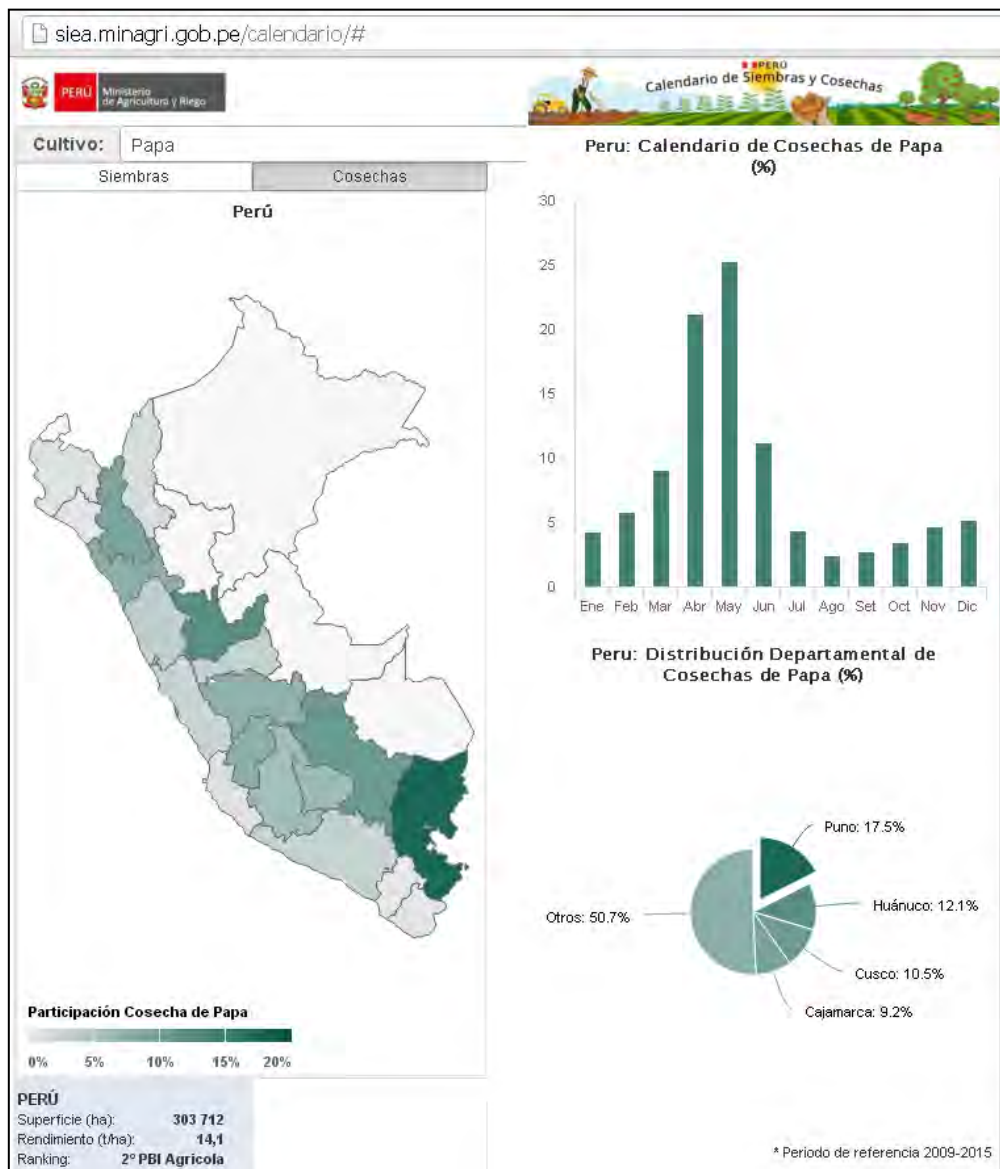 siea.minagri.gob.pe/calendario/#
PERÚ
Ministerio
de Agricultura y Riego
PERÚ
Calendario de Siembras y Cosechas
Cultivo:
Papa
Siembras
Cosechas
Perú
Participación Cosecha de Papa
0% 5% 10% 15% 20%
PERÚ
Superficie (ha): 303 712
Rendimiento (t/ha): 14,1
Ranking: 2º PBI Agricola
Peru: Calendario de Cosechas de Papa
(%)
30
25
20
15
10
5
0
Ene Feb Mar Abr May Jun Jul Ago Set Oct Nov Dic
Peru: Distribución Departamental de
Cosechas de Papa (%)
Puno: 17.5%
Huánuco: 12.1%
Cusco: 10.5%
Cajamarca: 9.2%
Otros: 50.7%
* Periodo de referencia 2009-2015